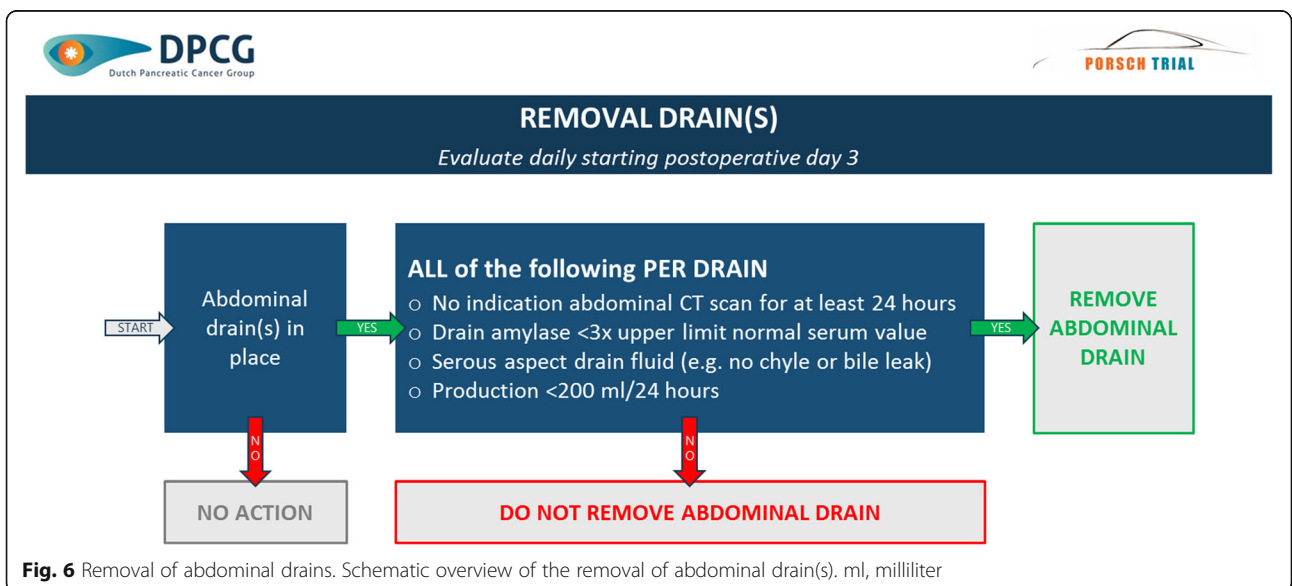 DPCG
Dutch Pancreatic Cancer Group
PORSCH TRIAL
REMOVAL DRAIN(S)
Evaluate daily starting postoperative day 3
START
Abdominal
drain(s) in
place
YES
ALL of the following PER DRAIN
o No indication abdominal CT scan for at least 24 hours
o Drain amylase <3x upper limit normal serum value
o Serous aspect drain fluid (e.g. no chyle or bile leak)
o Production <200 ml/24 hours
YES
REMOVE
ABDOMINAL
DRAIN
NO
NO
NO ACTION
DO NOT REMOVE ABDOMINAL DRAIN
Fig. 6 Removal of abdominal drains. Schematic overview of the removal of abdominal drain(s). ml, milliliter